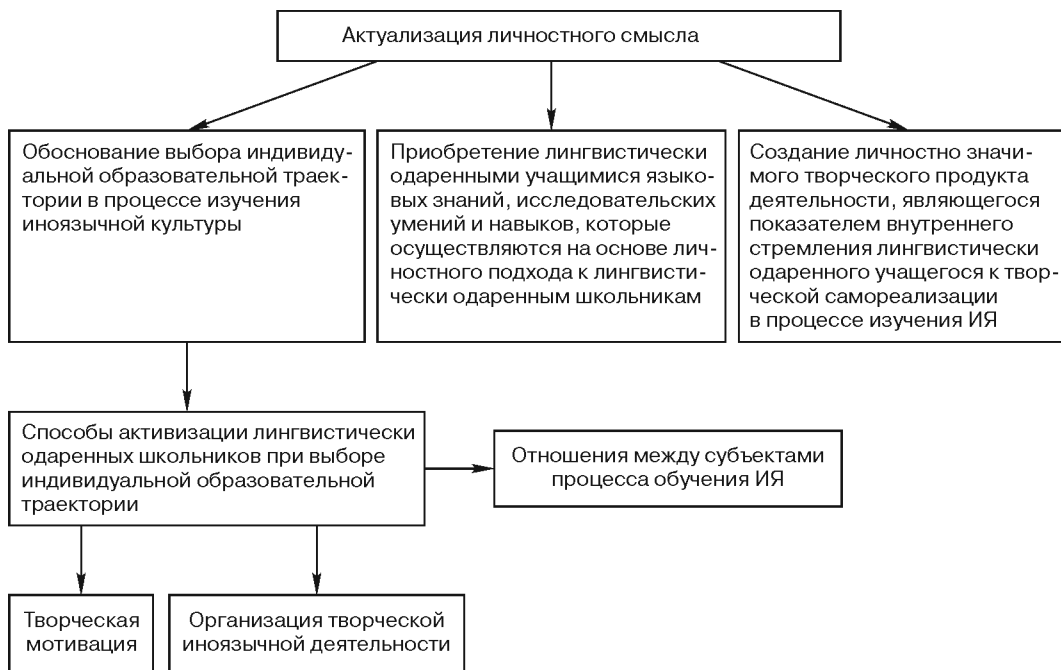 Актуализация личностного смысла
Обоснование выбора индивиду-
альной образовательной траек-
тории в процессе изучения
иноязычной культуры
Приобретение лингвистически
одаренными учащимися языко-
вых знаний, исследовательских
умений и навыков, которые
осуществляются на основе лич-
ностного подхода к лингвисти-
чески одаренным школьникам
Создание личностно значи-
мого творческого продукта
деятельности, являющегося
показателем внутреннего
стремления лингвистически
одаренного учащегося к твор-
ческой самореализации
в процессе изучения ИЯ
Способы активизации лингвистически
одаренных школьников при выборе
индивидуальной образовательной
траектории
Отношения между субъектами
процесса обучения ИЯ
Творческая
мотивация
Организация творческой
иноязычной деятельности